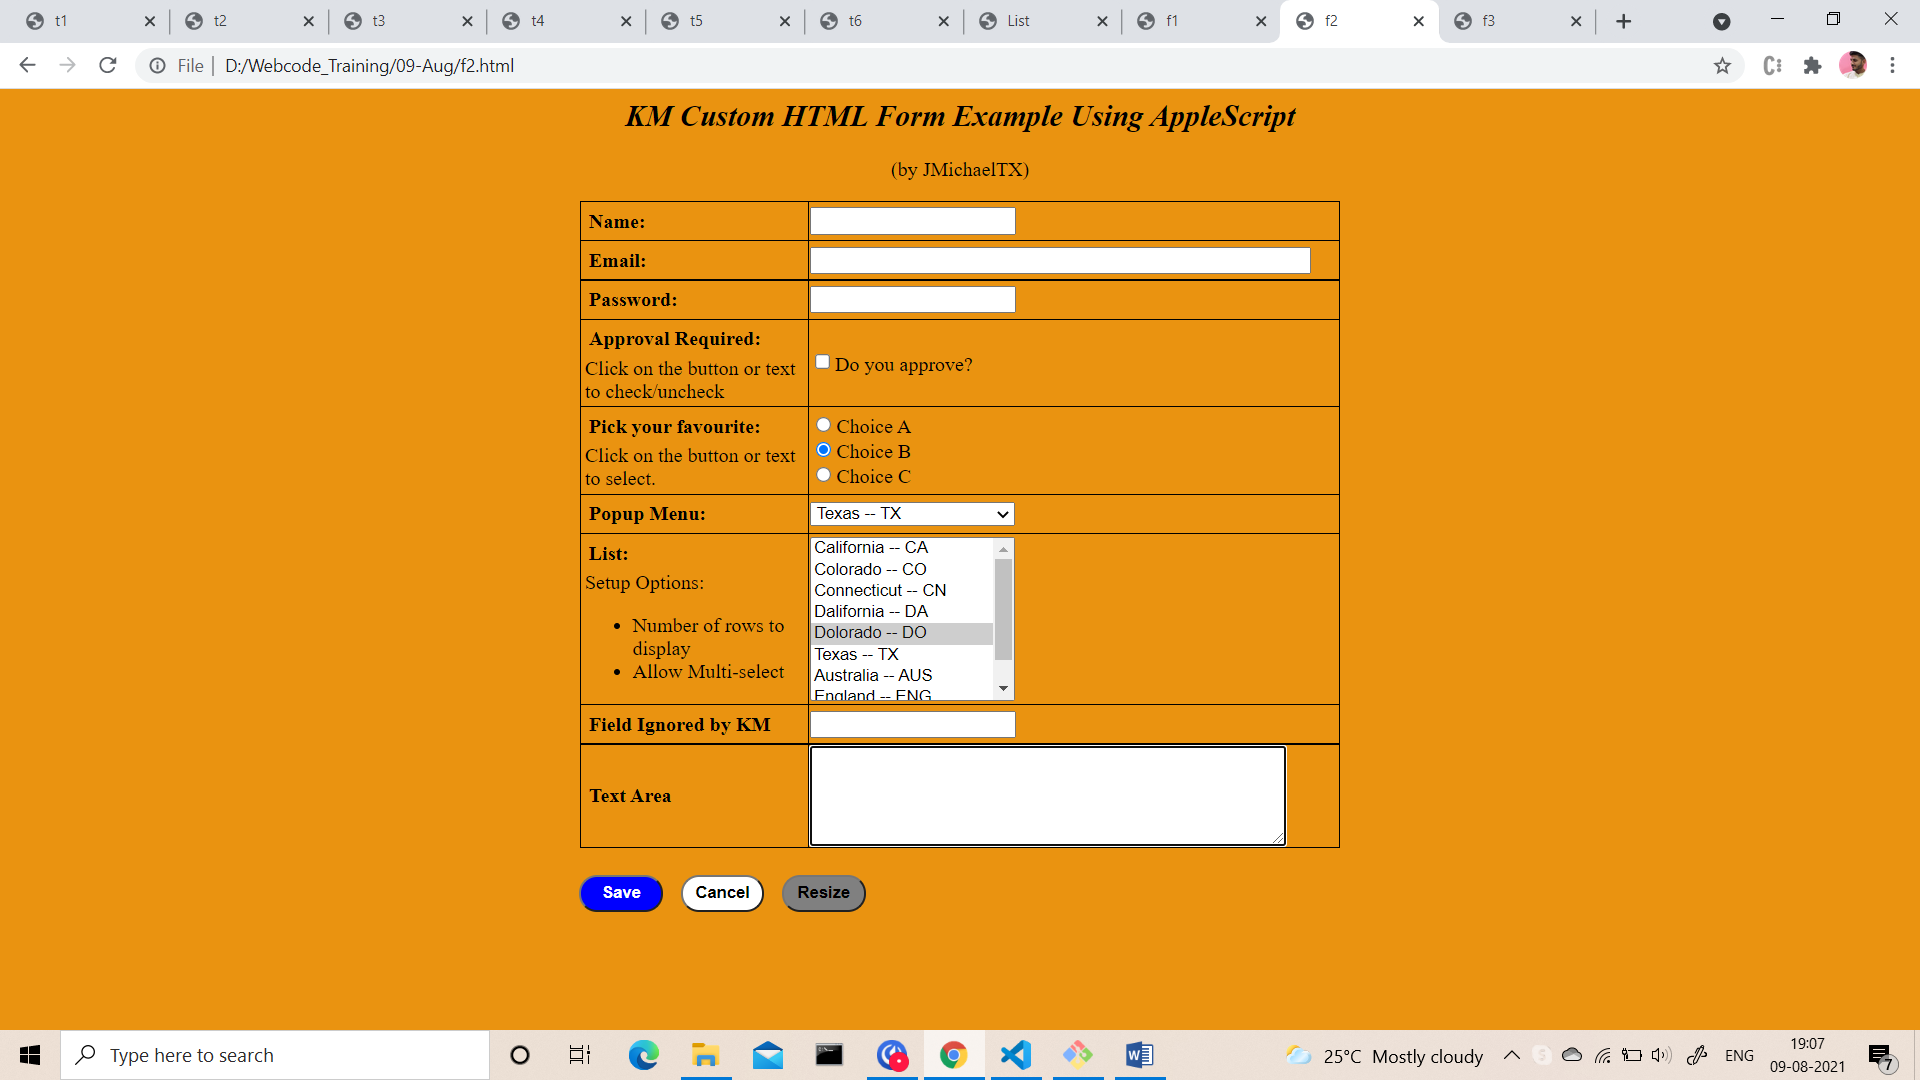 t1
t2
t3
t4
t5
t6
List
f1
f2
f3
File
D:/Webcode_Training/09-Aug/f2.html
KM Custom HTML Form Example Using AppleScript
(by JMichaelTX)
Name:
Email:
Password:
Approval Required:
Click on the button or text
to check/uncheck
Do you approve?
Pick your favourite:
Click on the button or text
to select.
Choice A
Choice B
Choice C
Popup Menu:
Texas -- TX
List:
Setup Options:
• Number of rows to
display
• Allow Multi-select
California -- CA
Colorado -- CO
Connecticut -- CN
Dalifornia -- DA
Dolorado -- DO
Texas -- TX
Australia -- AUS
England -- ENG
Field Ignored by KM
Text Area
Save
Cancel
Resize
Type here to search
25°C Mostly cloudy
ENG
19:07
09-08-2021
7